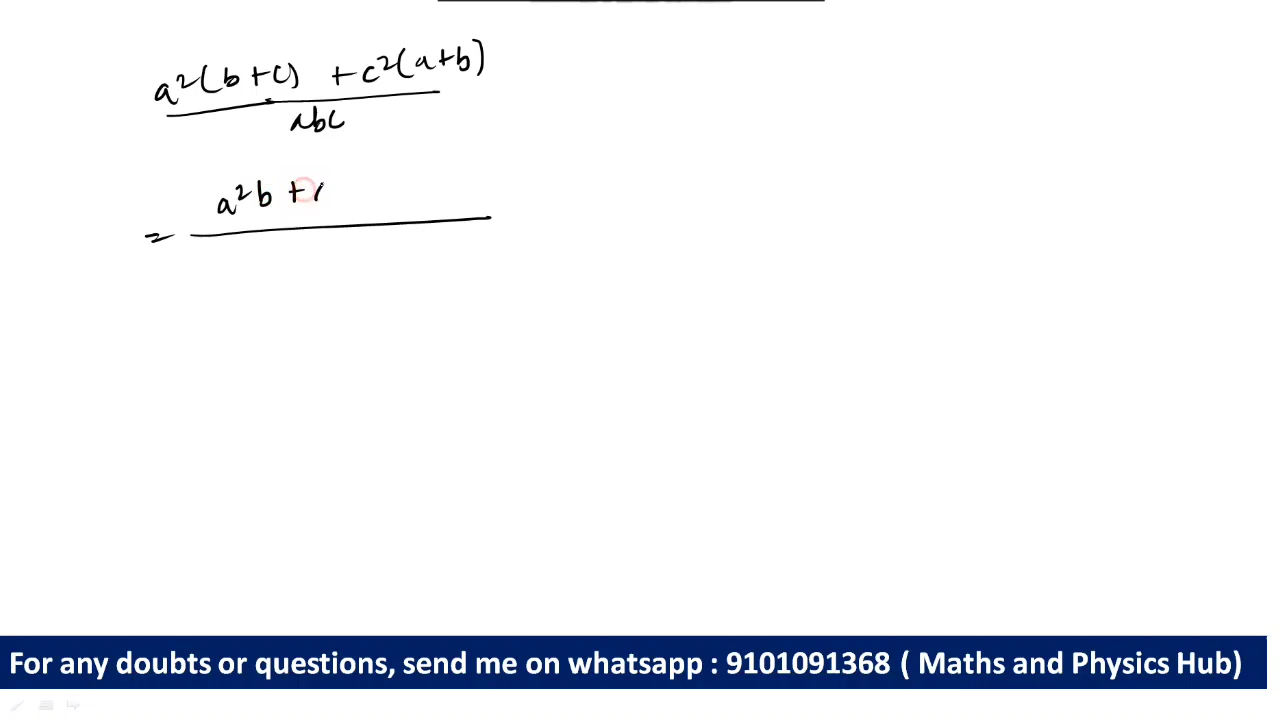 a²(b+c) + c²(a+b)
abc
a²b +
=
For any doubts or questions, send me on whatsapp : 9101091368 ( Maths and Physics Hub)